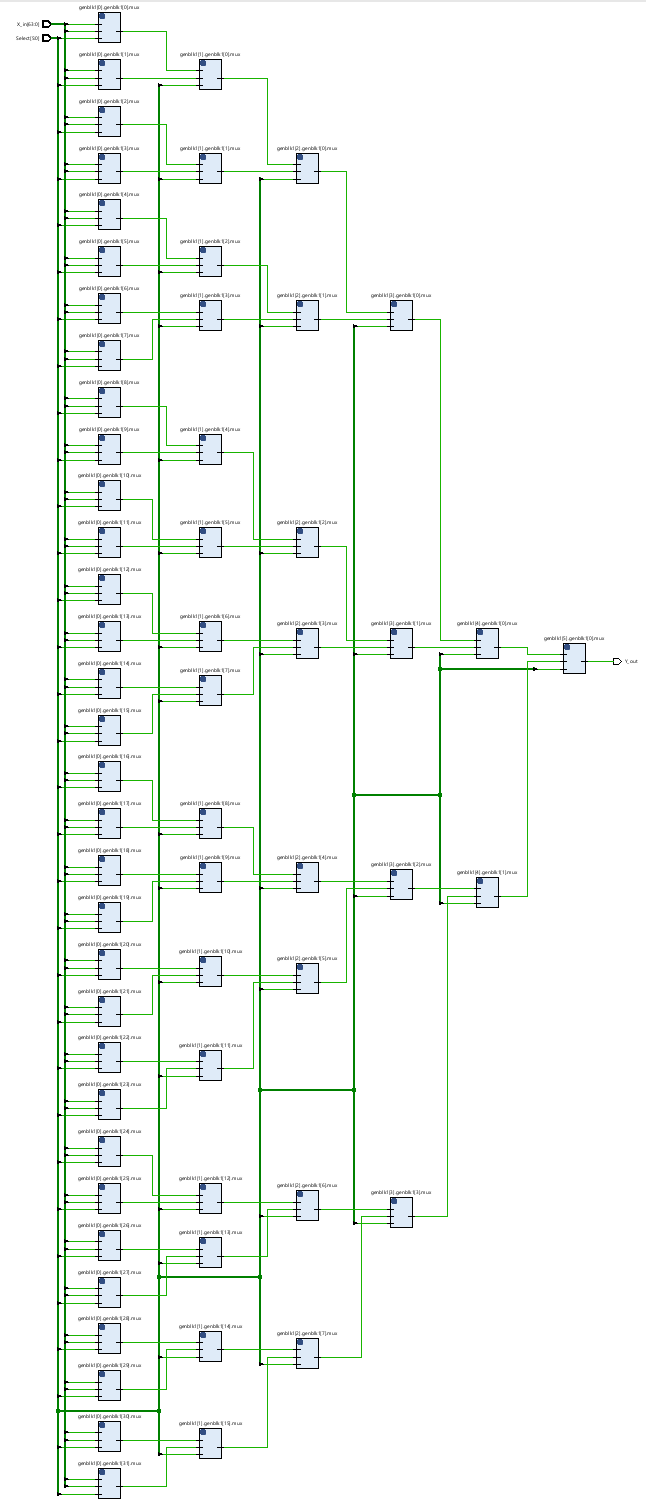 genblk1[0].genblk1[0].mux
X_in[63:0]
Select[5:0]
genblk1[0].genblk1[1].mux
genblk1[1].genblk1[0].mux
genblk1[0].genblk1[2].mux
genblk1[0].genblk1[3].mux
genblk1[1].genblk1[1].mux
genblk1[2].genblk1[0].mux
genblk1[0].genblk1[4].mux
genblk1[0].genblk1[5].mux
genblk1[1].genblk1[2].mux
genblk1[0].genblk1[6].mux
genblk1[1].genblk1[3].mux
genblk1[2].genblk1[1].mux
genblk1[3].genblk1[0].mux
genblk1[0].genblk1[7].mux
genblk1[0].genblk1[8].mux
genblk1[0].genblk1[9].mux
genblk1[1].genblk1[4].mux
genblk1[0].genblk1[10].mux
genblk1[0].genblk1[11].mux
genblk1[1].genblk1[5].mux
genblk1[2].genblk1[2].mux
genblk1[0].genblk1[12].mux
genblk1[0].genblk1[13].mux
genblk1[1].genblk1[6].mux
genblk1[2].genblk1[3].mux
genblk1[3].genblk1[1].mux
genblk1[4].genblk1[0].mux
genblk1[5].genblk1[0].mux
Y_out
genblk1[0].genblk1[14].mux
genblk1[1].genblk1[7].mux
genblk1[0].genblk1[15].mux
genblk1[0].genblk1[16].mux
genblk1[0].genblk1[17].mux
genblk1[1].genblk1[8].mux
genblk1[0].genblk1[18].mux
genblk1[1].genblk1[9].mux
genblk1[2].genblk1[4].mux
genblk1[3].genblk1[2].mux
genblk1[4].genblk1[1].mux
genblk1[0].genblk1[19].mux
genblk1[0].genblk1[20].mux
genblk1[1].genblk1[10].mux
genblk1[2].genblk1[5].mux
genblk1[0].genblk1[21].mux
genblk1[0].genblk1[22].mux
genblk1[1].genblk1[11].mux
genblk1[0].genblk1[23].mux
genblk1[0].genblk1[24].mux
genblk1[0].genblk1[25].mux
genblk1[1].genblk1[12].mux
genblk1[2].genblk1[6].mux
genblk1[3].genblk1[3].mux
genblk1[0].genblk1[26].mux
genblk1[1].genblk1[13].mux
genblk1[0].genblk1[27].mux
genblk1[0].genblk1[28].mux
genblk1[1].genblk1[14].mux
genblk1[2].genblk1[7].mux
genblk1[0].genblk1[29].mux
genblk1[0].genblk1[30].mux
genblk1[1].genblk1[15].mux
genblk1[0].genblk1[31].mux